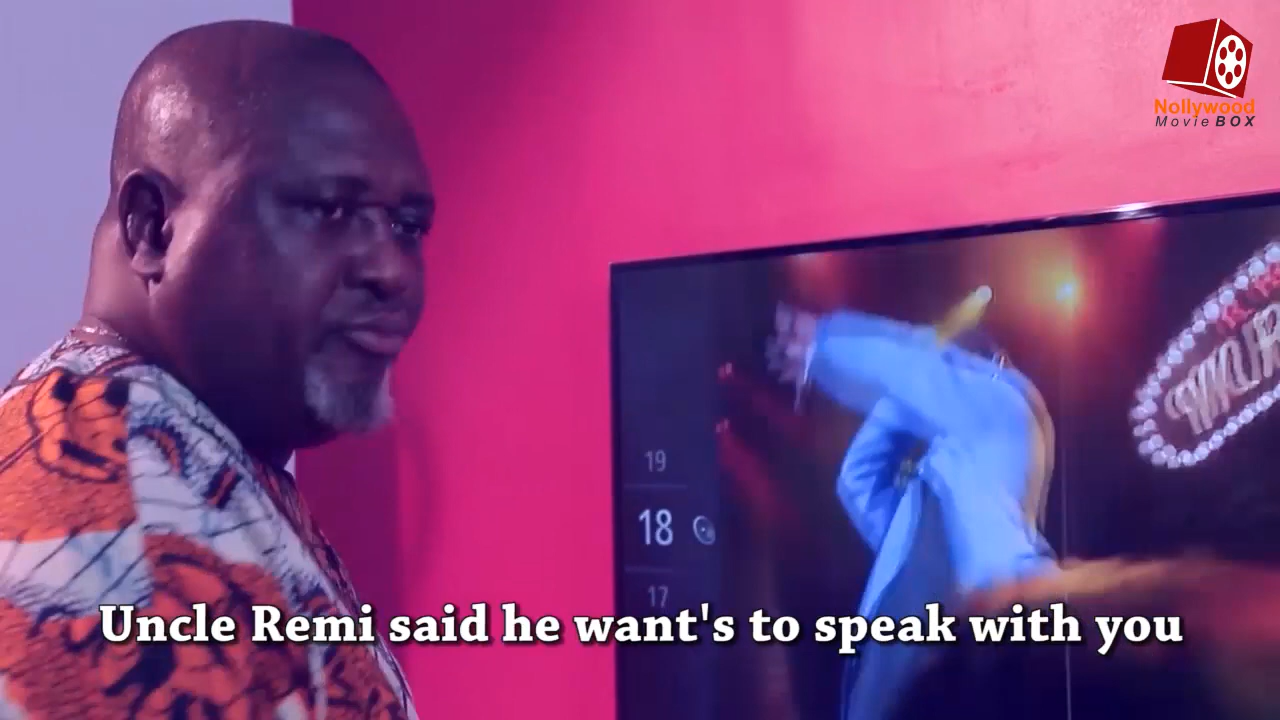 Nollywood
Movie BOX
19
18
17
Uncle Remi said he want's to speak with you